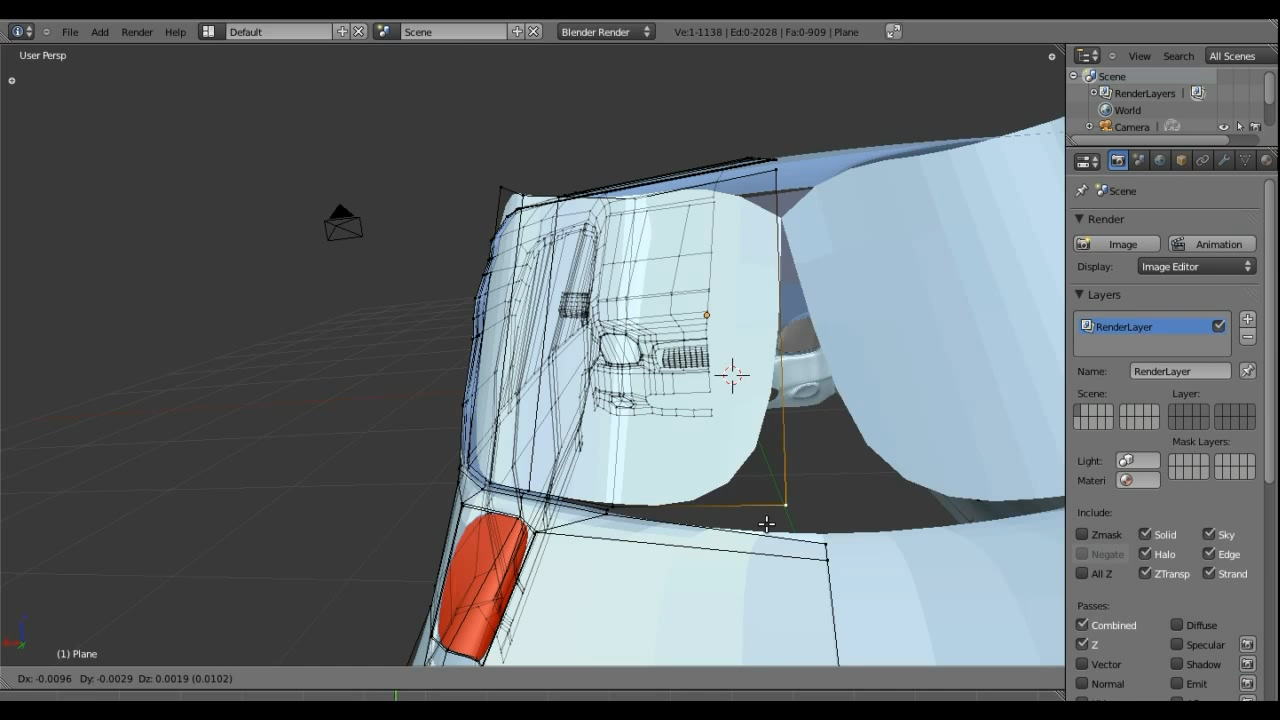 File Add Render Help Default Scene Blender Render Ve:1-1138 | Ed:0-2028 | Fa:0-909 | Plane
User Persp
View Search All Scenes
Scene
RenderLayers
World
Camera
Scene
Render
Image Animation
Display: Image Editor
Layers
RenderLayer
Name: RenderLayer
Scene: Layer:
Mask Layers:
Light:
Materi
Include:
Zmask Solid Sky
Negate Halo Edge
All Z ZTransp Strand
Passes:
Combined Diffuse
Z Specular
Vector Shadow
Normal Emit
(1) Plane
Dx: -0.0096 Dy: -0.0029 Dz: 0.0019 (0.0102)